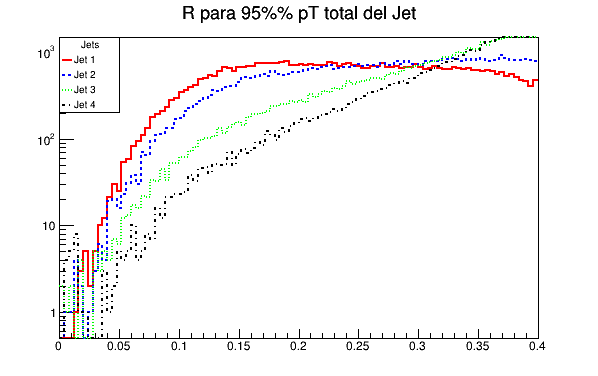 R para 95%% pT total del Jet
Jets
Jet 1
Jet 2
Jet 3
Jet 4
10³
10²
10
1
0 0.05 0.1 0.15 0.2 0.25 0.3 0.35 0.4